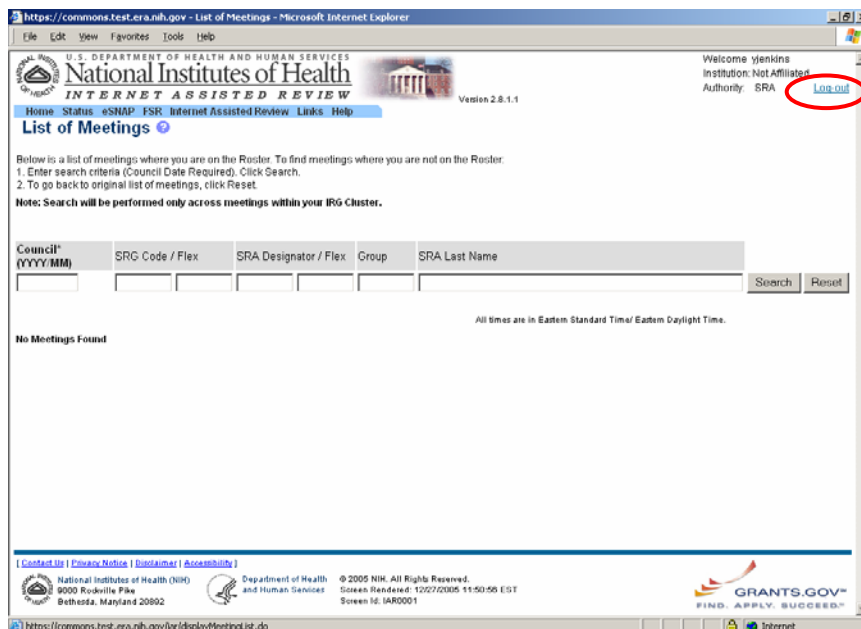 https://commons.test.era.nih.gov - List of Meetings - Microsoft Internet Explorer
File Edit View Favorites Tools Help
U.S. DEPARTMENT OF HEALTH AND HUMAN SERVICES
National Institutes of Health
INTERNET ASSISTED REVIEW
Version 2.8.1.1
Welcome yjenkins
Institution: Not Affiliated
Authority: SRA
Log-out
Home Status eSNAP FSR Internet Assisted Review Links Help
List of Meetings ?
Below is a list of meetings where you are on the Roster. To find meetings where you are not on the Roster:
1. Enter search criteria (Council Date Required). Click Search.
2. To go back to original list of meetings, click Reset.
Note: Search will be performed only across meetings within your IRG Cluster.
Council* (YYYY/MM) SRG Code / Flex SRA Designator / Flex Group SRA Last Name
Search Reset
All times are in Eastern Standard Time/ Eastern Daylight Time.
No Meetings Found
[ Contact Us | Privacy Notice | Disclaimer | Accessibility ]
National Institutes of Health (NIH)
9000 Rockville Pike
Bethesda, Maryland 20892
Department of Health
and Human Services
© 2005 NIH. All Rights Reserved.
Screen Rendered: 12/27/2005 11:50:56 EST
Screen Id: IAR0001
GRANTS.GOV℠
FIND. APPLY. SUCCEED.℠
https://commons.test.era.nih.gov/iar/displayMeetingList.do
Internet